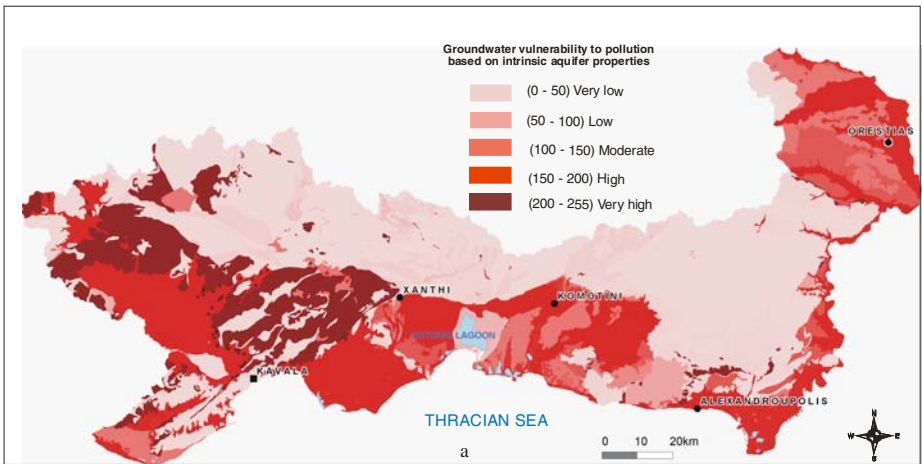 Groundwater vulnerability to pollution
based on intrinsic aquifer properties
(0 - 50) Very low
(50 - 100) Low
(100 - 150) Moderate
(150 - 200) High
(200 - 255) Very high
ORESTIAS
XANTHI
KOMOTINI
LAGOON
KAVALA
ALEXANDROUPOLIS
THRACIAN SEA
N
W E
S
0 10 20km
a